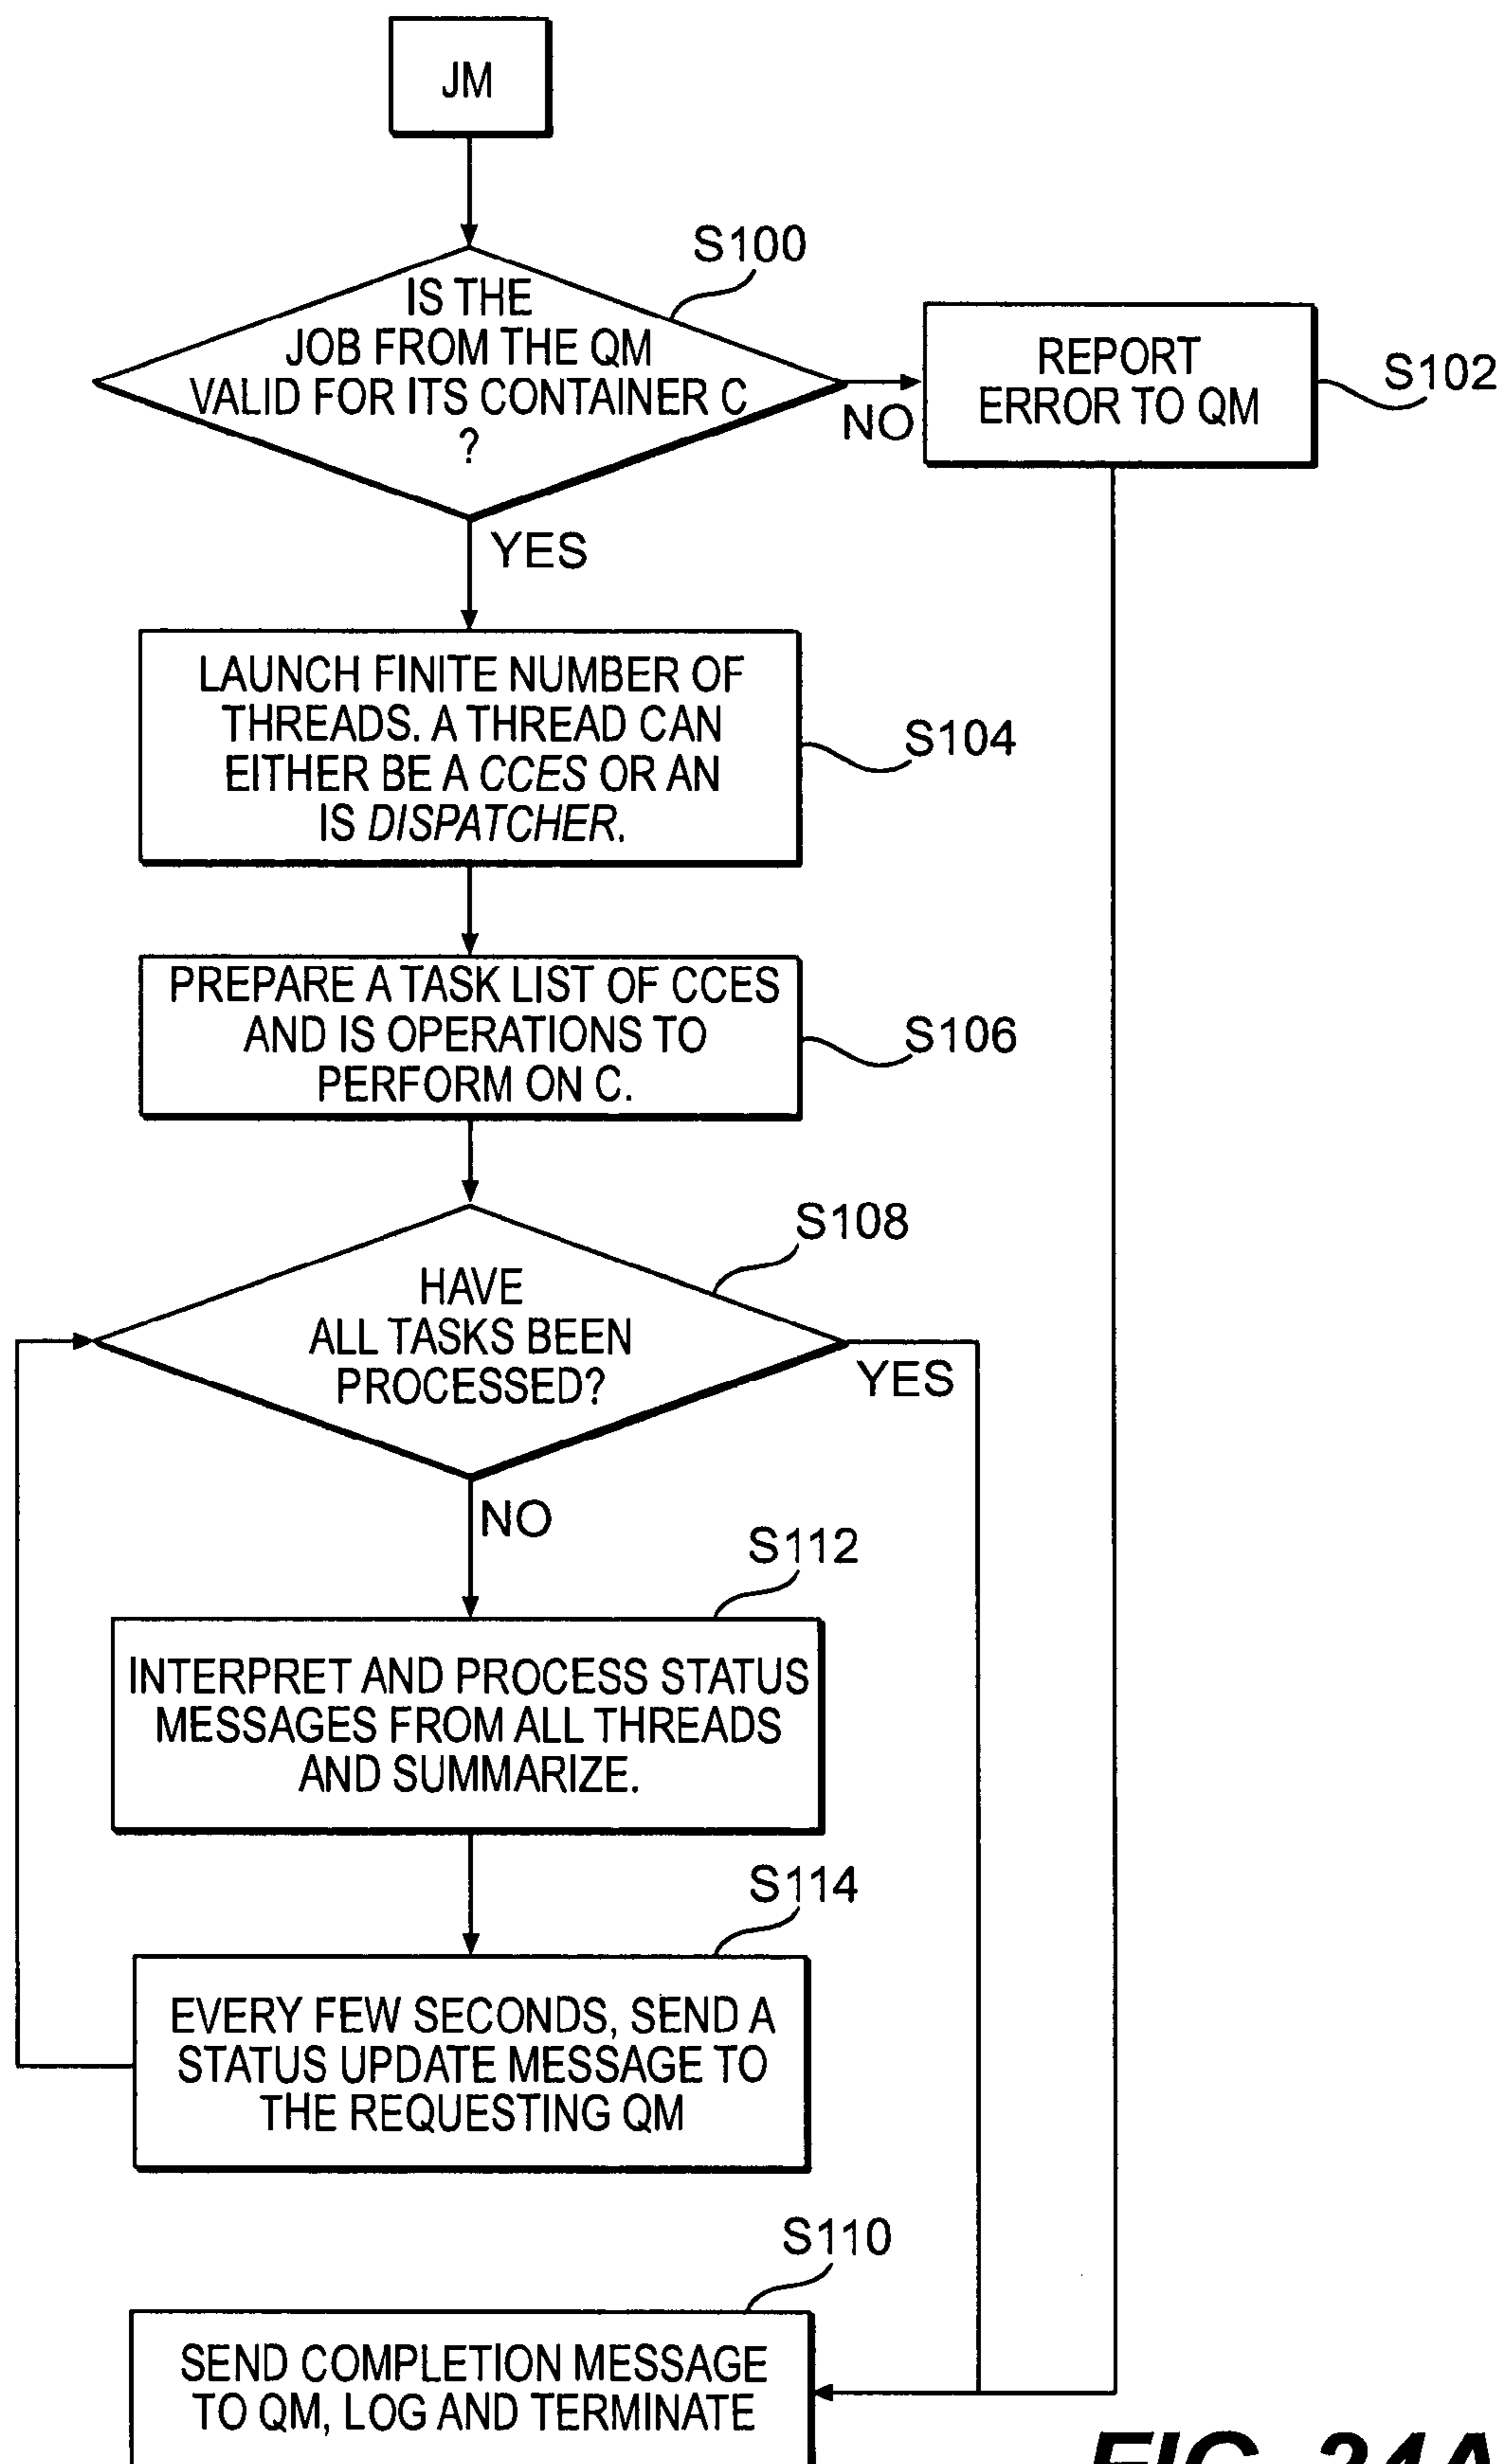 JM
S100
IS THE
JOB FROM THE QM
VALID FOR ITS CONTAINER C
?
NO
REPORT
ERROR TO QM
S102
YES
LAUNCH FINITE NUMBER OF
THREADS. A THREAD CAN
EITHER BE A CCES OR AN
IS DISPATCHER.
S104
PREPARE A TASK LIST OF CCES
AND IS OPERATIONS TO
PERFORM ON C.
S106
S108
HAVE
ALL TASKS BEEN
PROCESSED?
YES
NO
S112
INTERPRET AND PROCESS STATUS
MESSAGES FROM ALL THREADS
AND SUMMARIZE.
S114
EVERY FEW SECONDS, SEND A
STATUS UPDATE MESSAGE TO
THE REQUESTING QM
S110
SEND COMPLETION MESSAGE
TO QM, LOG AND TERMINATE
FIG. 24A